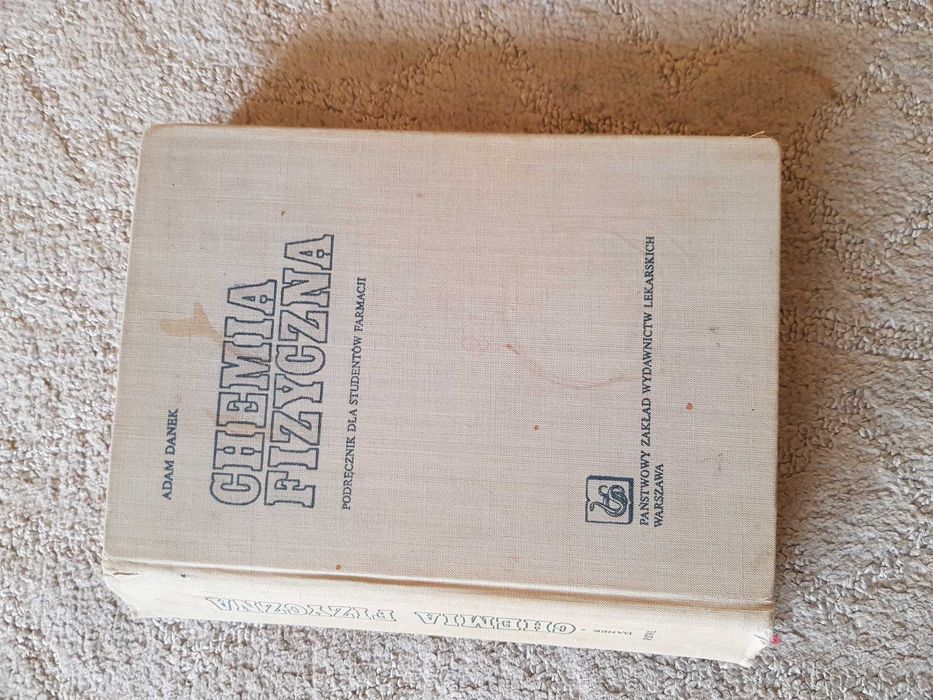 ADAM DANEK
CHEMIA
FIZYCZNA
PODRĘCZNIK DLA STUDENTÓW FARMACJI
PAŃSTWOWY ZAKŁAD WYDAWNICTW LEKARSKICH
WARSZAWA
DANEK - CHEMIA FIZYCZNA